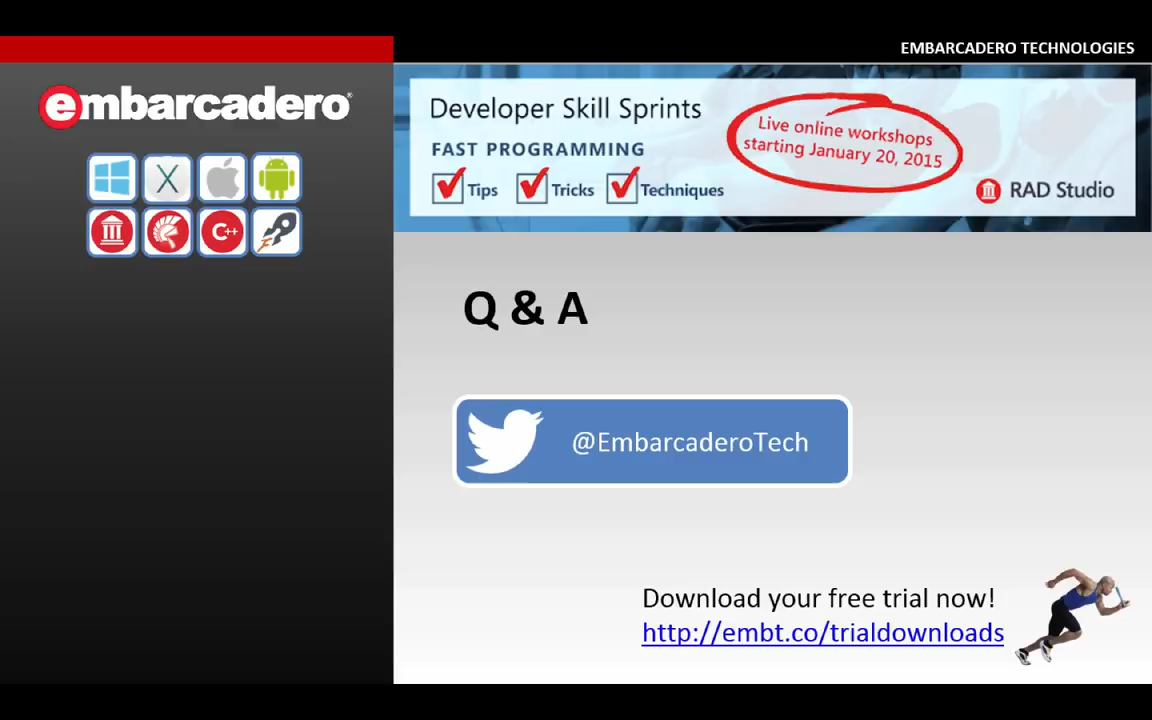 EMBARCADERO TECHNOLOGIES
embarcadero®
Developer Skill Sprints
FAST PROGRAMMING
Tips Tricks Techniques
Live online workshops
starting January 20, 2015
RAD Studio
X
C++
F
Q & A
@EmbarcaderoTech
Download your free trial now!
http://embt.co/trialdownloads